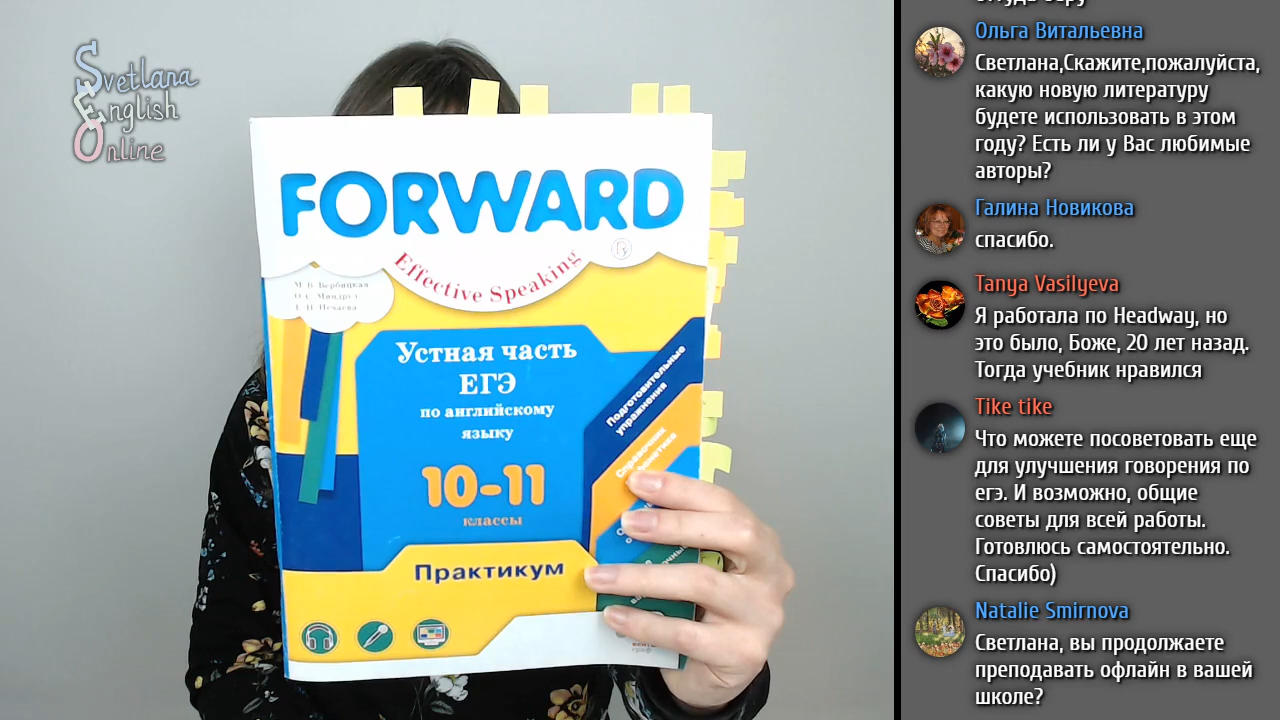 Svetlana
English
Online
FORWARD
Effective Speaking
М. В. Вербицкая
Устная часть
ЕГЭ
по английскому
языку
10-11
классы
Практикум
Подготовительные
упражнения
Справочник
Ольга Витальевна
Светлана,Скажите,пожалуйста,
какую новую литературу
будете использовать в этом
году? Есть ли у Вас любимые
авторы?
Галина Новикова
спасибо.
Tanya Vasilyeva
Я работала по Headway, но
это было, Боже, 20 лет назад.
Тогда учебник нравился
Tike tike
Что можете посоветовать еще
для улучшения говорения по
егэ. И возможно, общие
советы для всей работы.
Готовлюсь самостоятельно.
Спасибо)
Natalie Smirnova
Светлана, вы продолжаете
преподавать офлайн в вашей
школе?